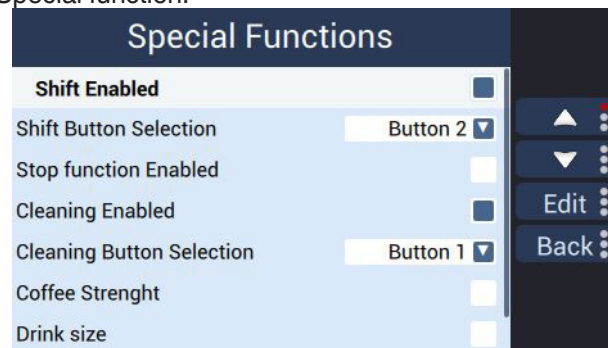 Special function.
Special Functions
Shift Enabled
Shift Button Selection Button 2
Stop function Enabled
Cleaning Enabled
Cleaning Button Selection Button 1
Coffee Strenght
Drink size
Edit
Back